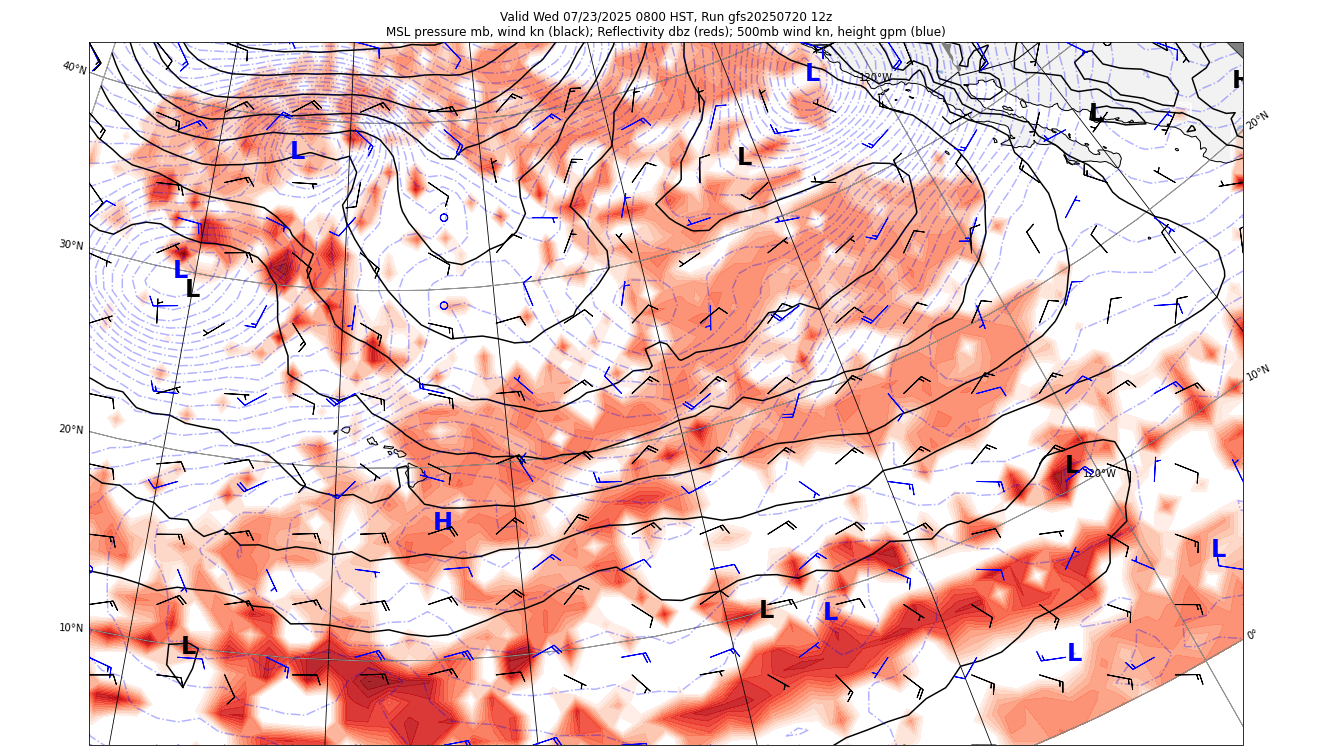 Valid Wed 07/23/2025 0800 HST, Run gfs20250720 12z
MSL pressure mb, wind kn (black); Reflectivity dbz (reds); 500mb wind kn, height gpm (blue)
40°N
L
120°W
H
L
20°N
L
L
30°N
L
L
10°N
20°N
L
120°W
H
L
10°N
L
L
0°
L
L